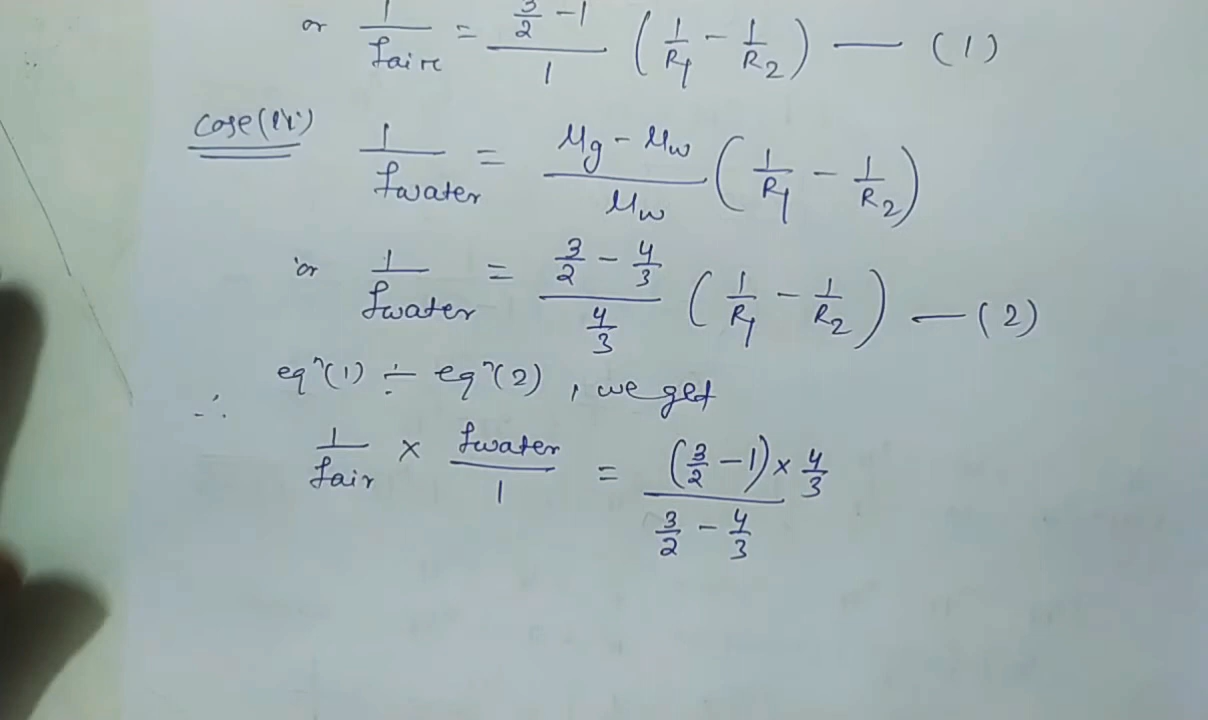 or 1/fair = (3/2 - 1)/1 (1/R1 - 1/R2) — (1)
Case(ii) 1/fwater = (μg - μw)/μw (1/R1 - 1/R2)
or 1/fwater = (3/2 - 4/3)/(4/3) (1/R1 - 1/R2) — (2)
∴ eqn(1) ÷ eqn(2), we get
1/fair × fwater/1 = ((3/2 - 1) × 4/3)/(3/2 - 4/3)